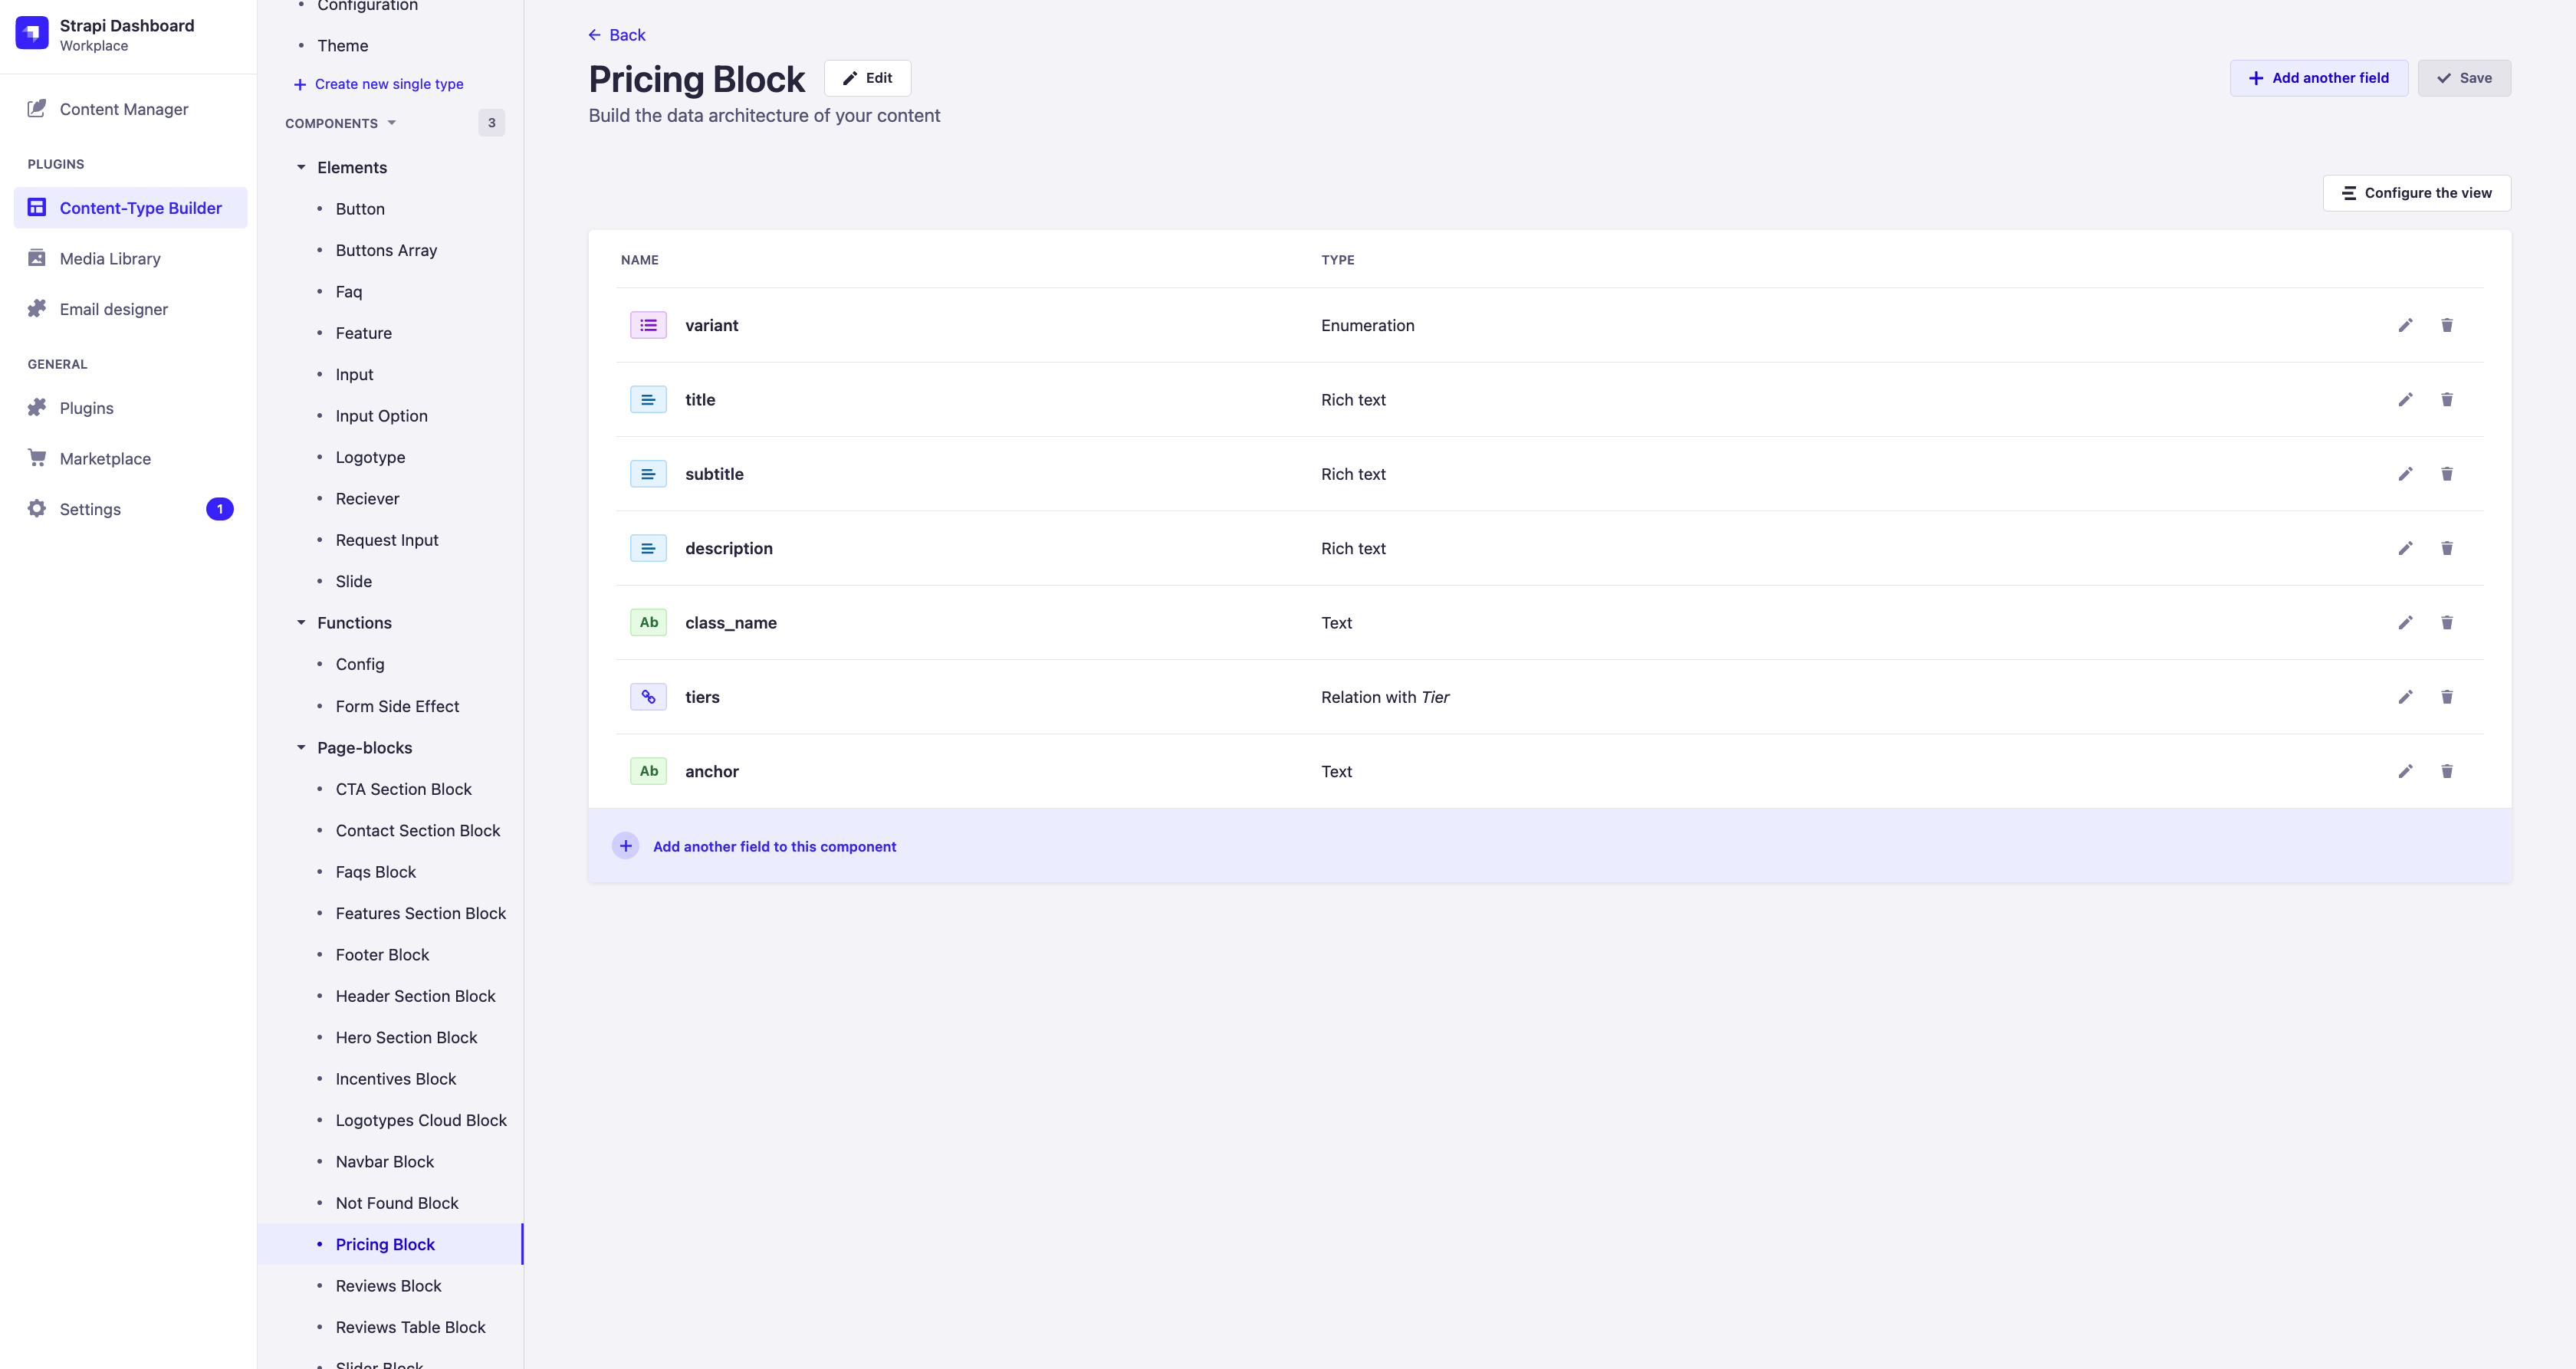 Strapi Dashboard
Workplace
Content Manager
PLUGINS
Content-Type Builder
Media Library
Email designer
GENERAL
Plugins
Marketplace
Settings
1
Configuration
Theme
Create new single type
COMPONENTS
3
Elements
Button
Buttons Array
Faq
Feature
Input
Input Option
Logotype
Reciever
Request Input
Slide
Functions
Config
Form Side Effect
Page-blocks
CTA Section Block
Contact Section Block
Faqs Block
Features Section Block
Footer Block
Header Section Block
Hero Section Block
Incentives Block
Logotypes Cloud Block
Navbar Block
Not Found Block
Pricing Block
Reviews Block
Reviews Table Block
Slider Block
Back
Pricing Block
Edit
Add another field
Save
Build the data architecture of your content
Configure the view
NAME TYPE
variant Enumeration
title Rich text
subtitle Rich text
description Rich text
Ab class_name Text
tiers Relation with Tier
Ab anchor Text
Add another field to this component